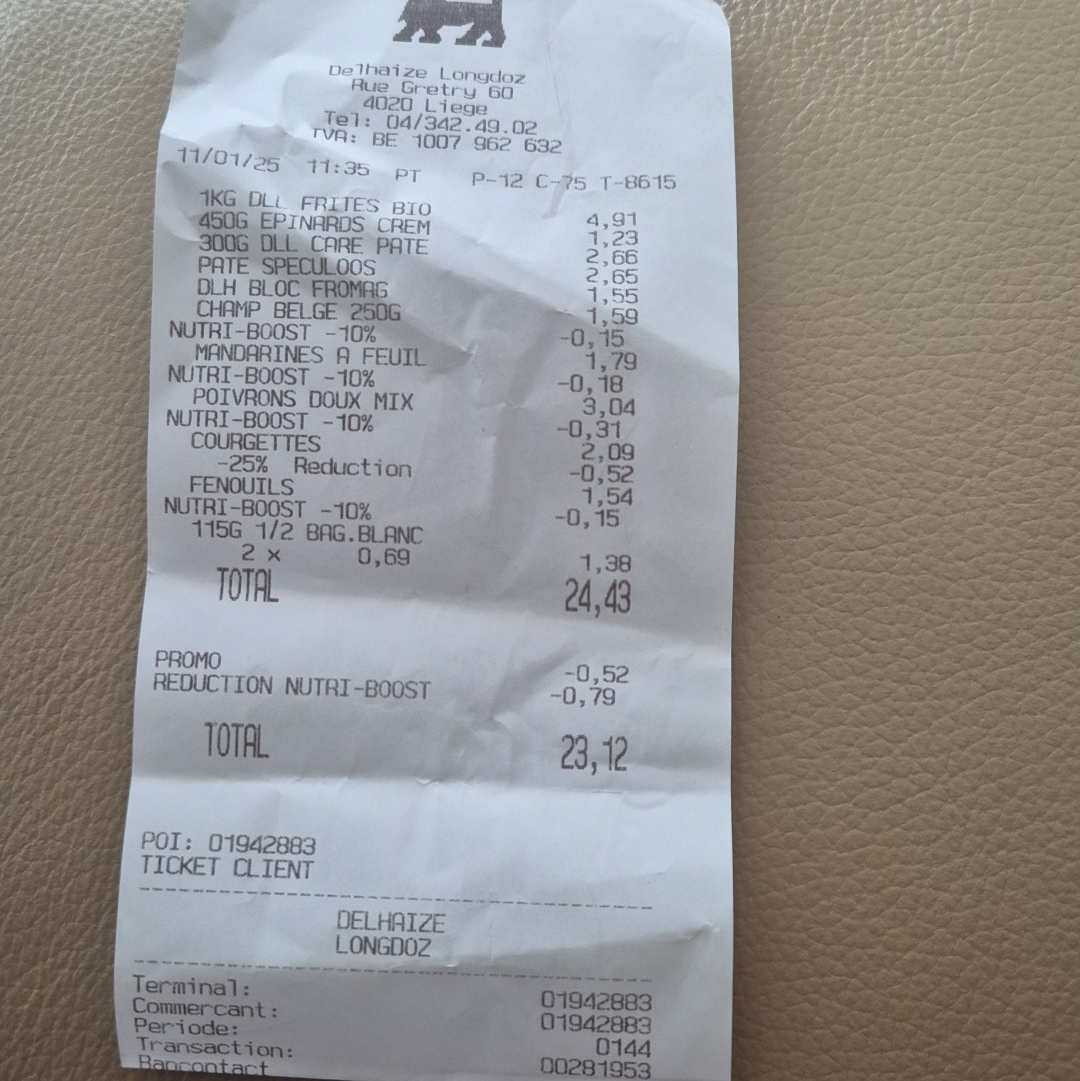 Delhaize Longdoz
Rue Gretry 60
4020 Liege
Tel: 04/342.49.02
TVA: BE 1007 962 632
11/01/25 11:35 PT P-12 C-75 T-8615
1KG DLL FRITES BIO 4,91
450G EPINARDS CREM 1,23
300G DLL CARE PATE 2,66
PATE SPECULOOS 2,65
DLH BLOC FROMAG 1,55
CHAMP BELGE 250G 1,59
NUTRI-BOOST -10% -0,15
MANDARINES A FEUIL 1,79
NUTRI-BOOST -10% -0,18
POIVRONS DOUX MIX 3,04
NUTRI-BOOST -10% -0,31
COURGETTES 2,09
-25% Reduction -0,52
FENOUILS 1,54
NUTRI-BOOST -10% -0,15
115G 1/2 BAG.BLANC
2 x 0,69 1,38
TOTAL 24,43
PROMO -0,52
REDUCTION NUTRI-BOOST -0,79
TOTAL 23,12
POI: 01942883
TICKET CLIENT
DELHAIZE
LONGDOZ
Terminal: 01942883
Commercant: 01942883
Periode: 0144
Transaction: 00281953
Bancontact